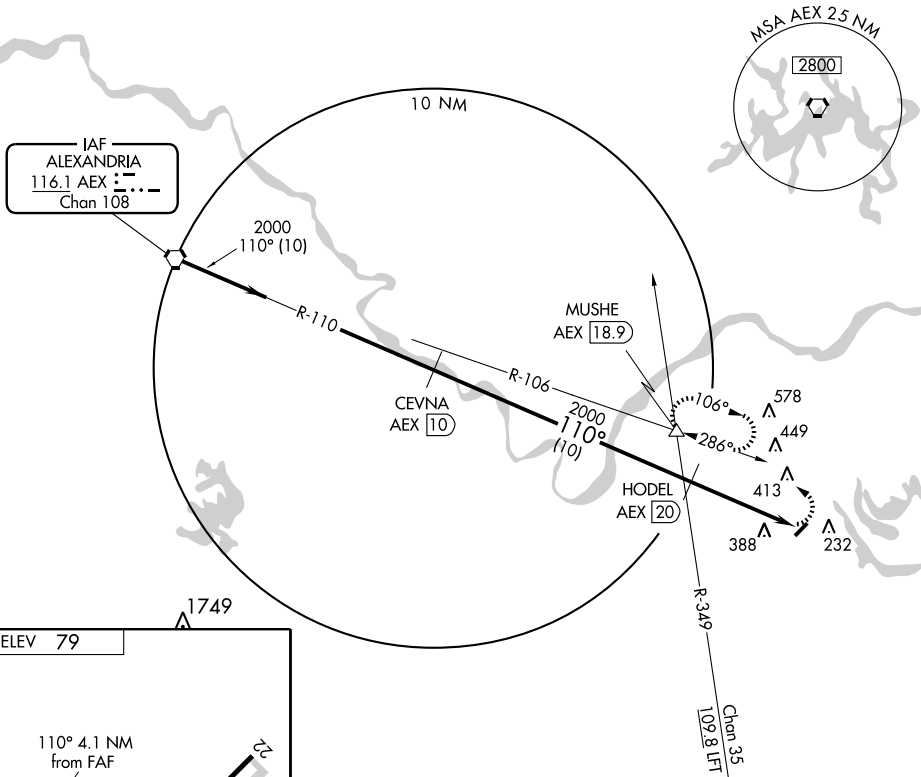 MSA AEX 25 NM
2800
10 NM
IAF
ALEXANDRIA
116.1 AEX
Chan 108
2000
110° (10)
R-110
MUSHE
AEX 18.9
R-106
CEVNA
AEX 10
2000
110°
(10)
106°
286°
578
449
413
HODEL
AEX 20
388
232
R-349
1749
ELEV 79
Chan 35
109.8 LFT
110° 4.1 NM
from FAF
22